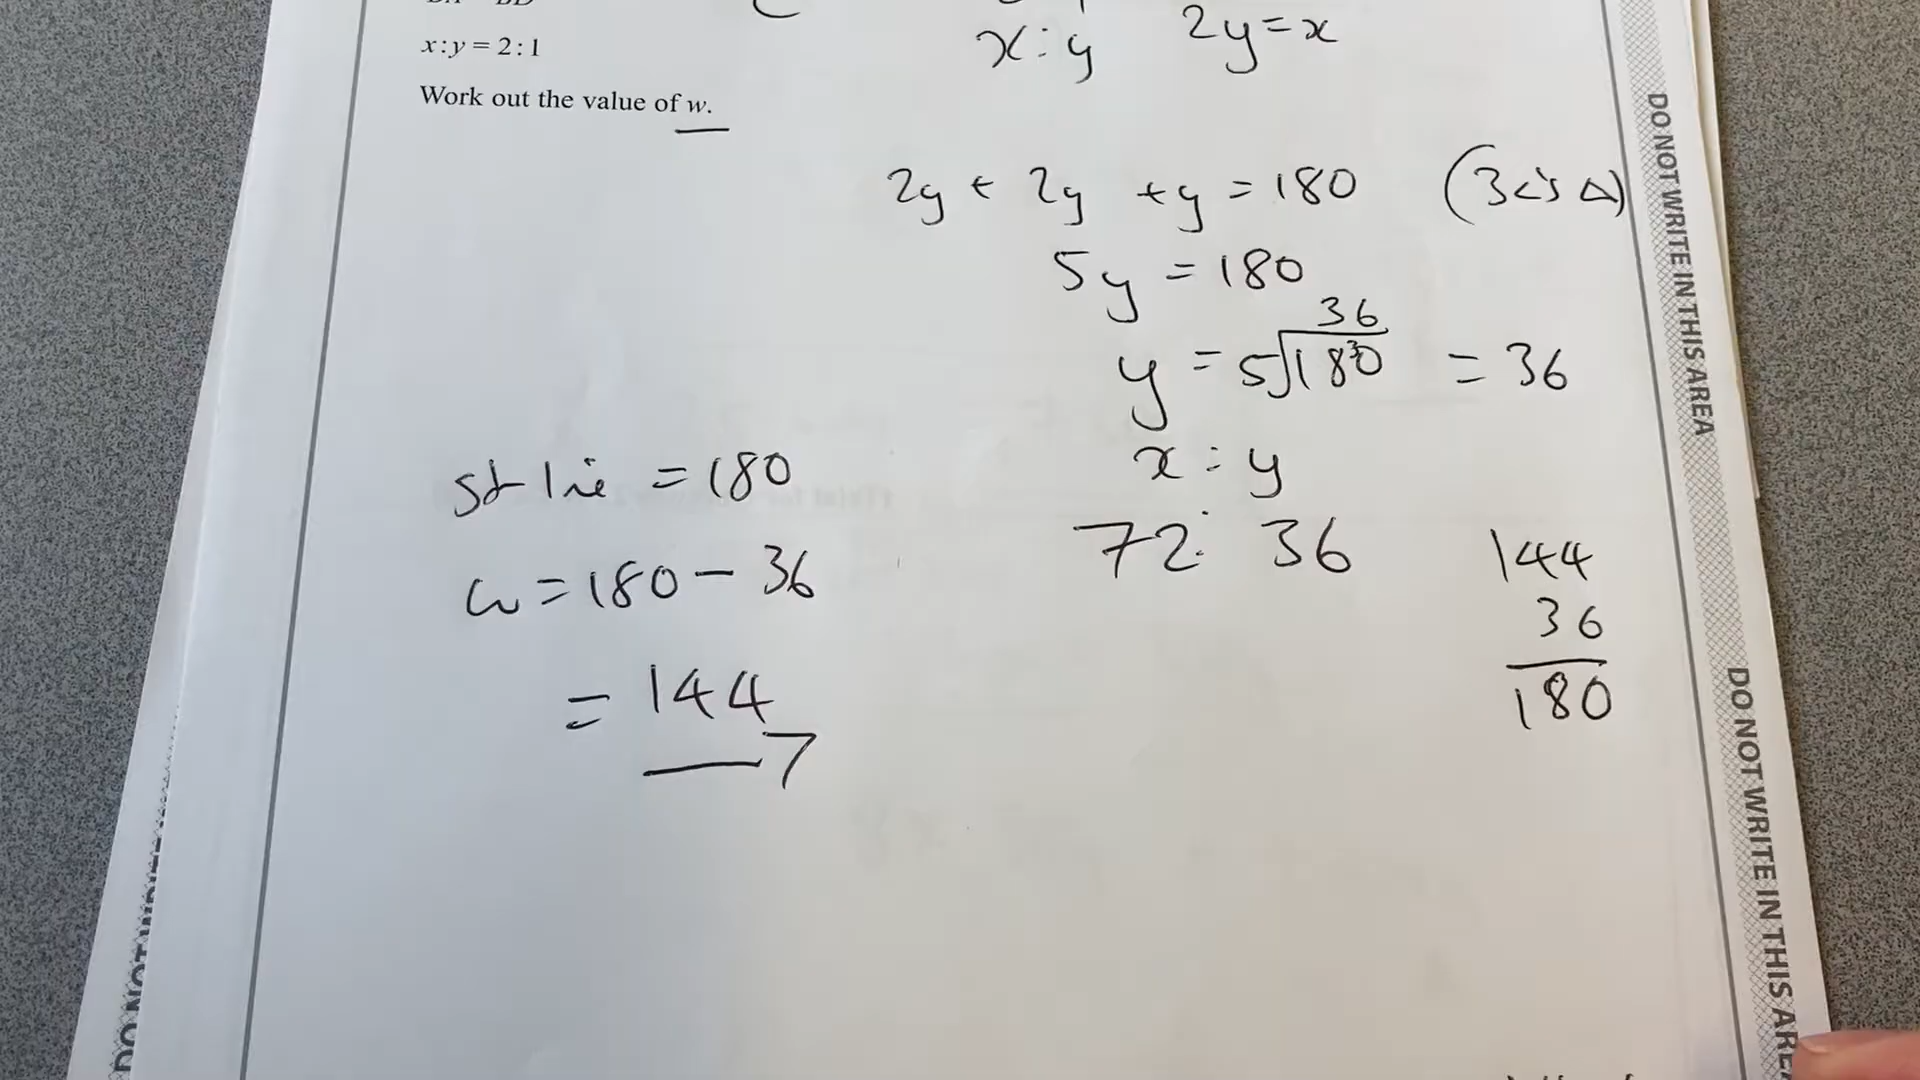 x:y = 2:1
Work out the value of w.
x:y 2y=x
2y + 2y + y = 180 (3<'s △)
5y = 180
36
y = 5√180 = 36
x:y
72:36
st lie = 180
w = 180 - 36
= 144
144
36
180
DO NOT WRITE IN THIS AREA
DO NOT WRITE IN THIS AREA